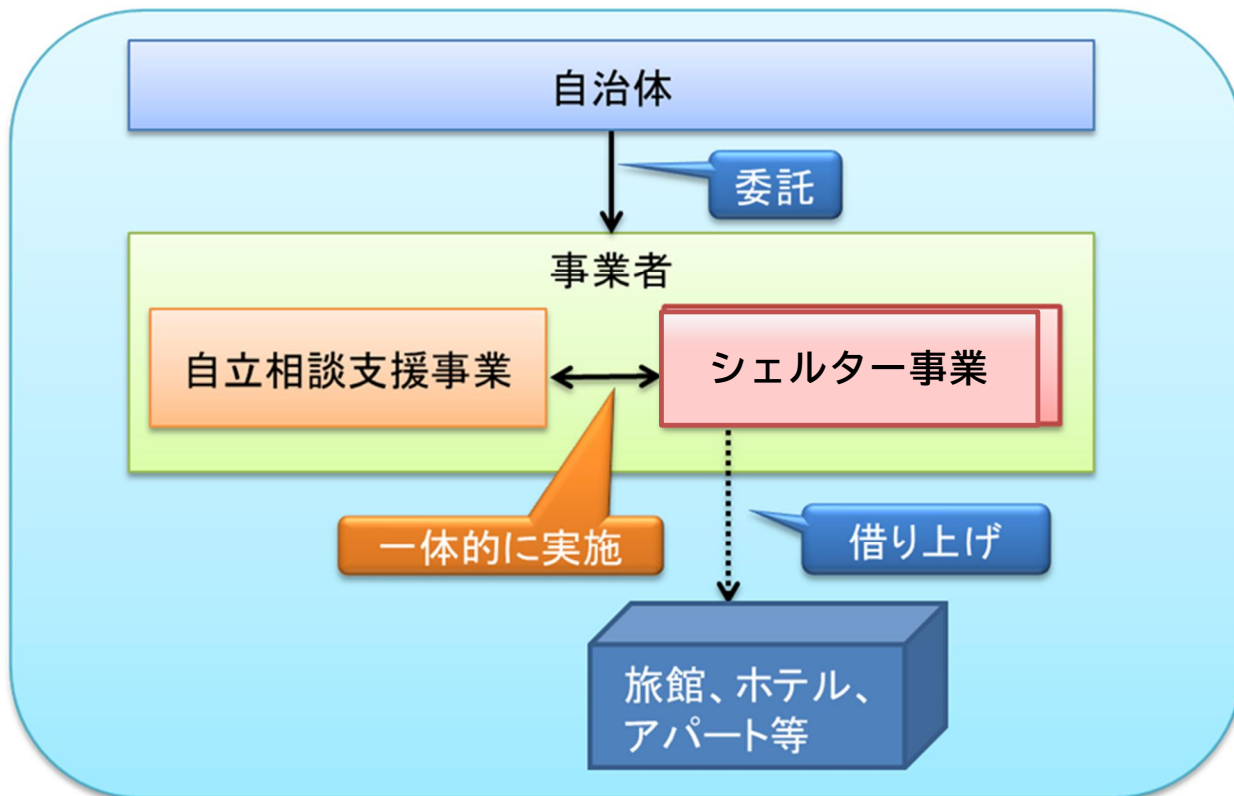 自治体
委託
事業者
自立相談支援事業
シェルター事業
一体的に実施
借り上げ
旅館、ホテル、
アパート等